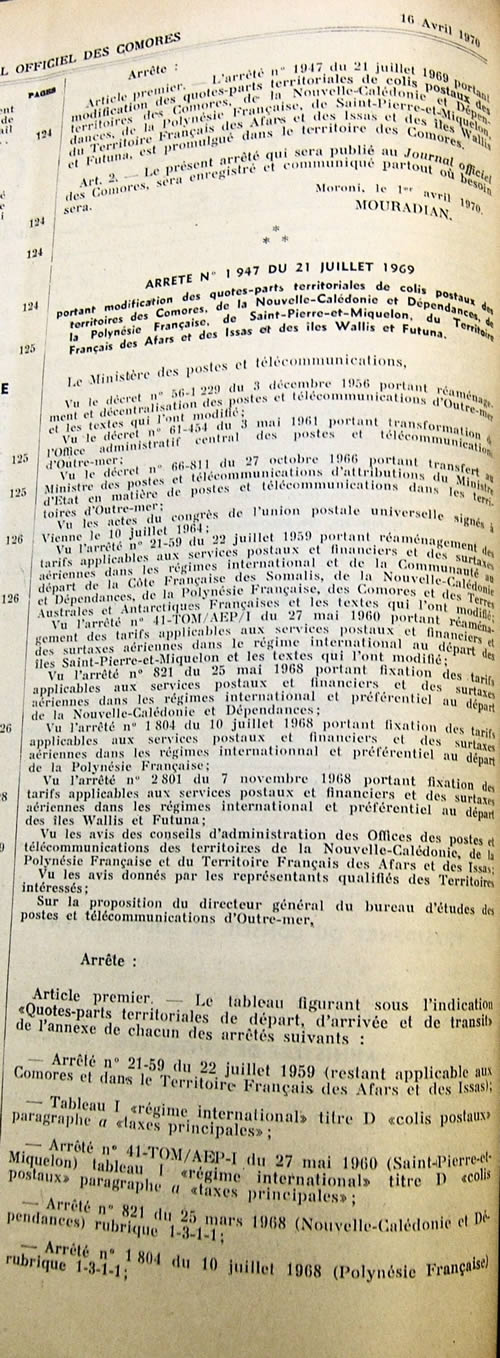 16 Avril 1970
L OFFICIEL DES COMORES
PAGES
124
124
124
124
125
125
125
126
126
Arrête :
Article premier. — L'arrêté n° 1947 du 21 juillet 1969 portant
modification des quotes-parts territoriales de colis postaux des
territoires des Comores, de la Nouvelle-Calédonie et Dépen-
dances, de la Polynésie Française, de Saint-Pierre-et-Miquelon,
du Territoire Français des Afars et des Issas et des îles Wallis
et Futuna, est promulgué dans le territoire des Comores.
Art. 2. — Le présent arrêté qui sera publié au Journal officiel
des Comores, sera enregistré et communiqué partout où besoin
sera.
Moroni, le 1er avril 1970.
MOURADIAN.
*
* *
ARRETE N° 1 947 DU 21 JUILLET 1969
portant modification des quotes-parts territoriales de colis postaux des
territoires des Comores, de la Nouvelle-Calédonie et Dépendances, de
la Polynésie Française, de Saint-Pierre-et-Miquelon, du Territoire
Français des Afars et des Issas et des iles Wallis et Futuna.
Le Ministère des postes et télécommunications,
Vu le décret n° 56-1 229 du 3 décembre 1956 portant réaménage-
ment et décentralisation des postes et télécommunications d'Outre-mer
et les textes qui l'ont modifié;
Vu le décret n° 61-454 du 3 mai 1961 portant transformation
l'Office administratif central des postes et télécommunication
d'Outre-mer;
Vu le décret n° 66-811 du 27 octobre 1966 portant transfert au
Ministre des postes et télécommunications d'attributions du Ministre
d'Etat en matière de postes et télécommunications dans les terri-
toires d'Outre-mer;
Vu les actes du congrès de l'union postale universelle signés à
Vienne le 10 juillet 1964;
Vu l'arrêté n° 21-59 du 22 juillet 1959 portant réaménagement des
tarifs applicables aux services postaux et financiers et des surtaxes
aériennes dans les régimes international et de la Communauté au
départ de la Côte Française des Somalis, de la Nouvelle-Calédonie
et Dépendances, de la Polynésie Française, des Comores et des Terres
Australes et Antarctiques Françaises et les textes qui l'ont modifié;
Vu l'arrêté n° 41-TOM/AEP/I du 27 mai 1960 portant réaména-
gement des tarifs applicables aux services postaux et financiers et
des surtaxes aériennes dans le régime international au départ des
îles Saint-Pierre-et-Miquelon et les textes qui l'ont modifié;
Vu l'arrêté n° 821 du 25 mai 1968 portant fixation des tarifs
applicables aux services postaux et financiers et des surtaxes
aériennes dans les régimes international et préférentiel au départ
de la Nouvelle-Calédonie et Dépendances;
Vu l'arrêté n° 1 804 du 10 juillet 1968 portant fixation des tarifs
applicables aux services postaux et financiers et des surtaxes
aériennes dans les régimes internationnal et préférentiel au départ
de la Polynésie Française;
Vu l'arrêté n° 2 801 du 7 novembre 1968 portant fixation des
tarifs applicables aux services postaux et financiers et des surtaxes
aériennes dans les régimes international et préférentiel au départ
des îles Wallis et Futuna;
Vu les avis des conseils d'administration des Offices des postes et
télécommunications des territoires de la Nouvelle-Calédonie, de la
Polynésie Française et du Territoire Français des Afars et des Issas;
Vu les avis donnés par les représentants qualifiés des Territoires
intéressés;
Sur la proposition du directeur général du bureau d'études des
postes et télécommunications d'Outre-mer,
Arrête :
Article premier. — Le tableau figurant sous l'indication
«Quotes-parts territoriales de départ, d'arrivée et de transit»
de l'annexe de chacun des arrêtés suivants :
— Arrêté n° 21-59 du 22 juillet 1959 (restant applicable aux
Comores et dans le Territoire Français des Afars et des Issas);
— Tableau I «régime international» titre D «colis postaux»
paragraphe a «taxes principales»;
— Arrêté n° 41-TOM/AEP-I du 27 mai 1960 (Saint-Pierre-et-
Miquelon) tableau I «régime international» titre D «colis
postaux» paragraphe a «taxes principales»;
— Arrêté n° 821 du 25 mars 1968 (Nouvelle-Calédonie et Dé-
pendances) rubrique 1-3-1-1;
— Arrêté n° 1 804 du 10 juillet 1968 (Polynésie Française)
rubrique 1-3-1-1;